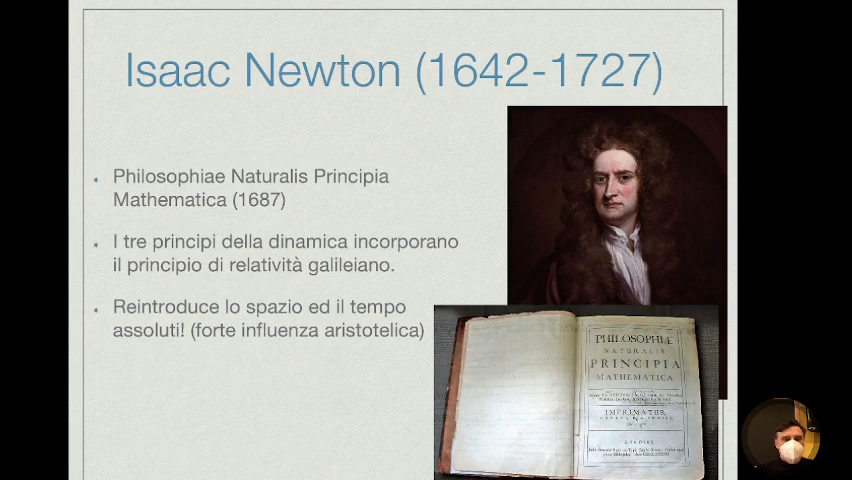 Isaac Newton (1642-1727)
Philosophiae Naturalis Principia
Mathematica (1687)
I tre principi della dinamica incorporano
il principio di relatività galileiano.
Reintroduce lo spazio ed il tempo
assoluti! (forte influenza aristotelica)
PHILOSOPHIÆ
NATURALIS
PRINCIPIA
MATHEMATICA
IMPRIMATUR